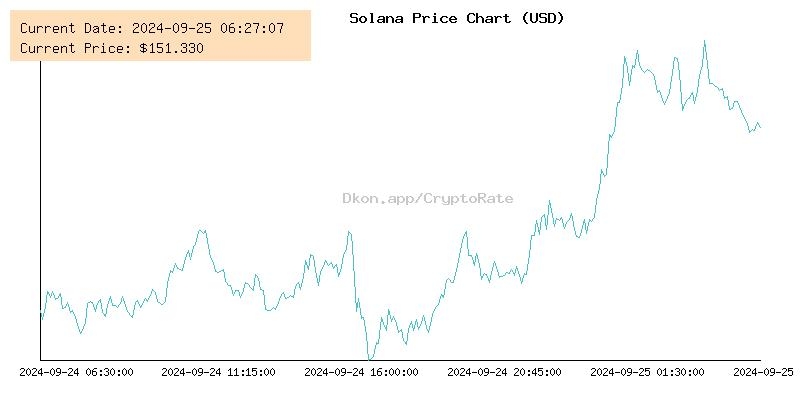 Solana Price Chart (USD)
Current Date: 2024-09-25 06:27:07
Current Price: $151.330
Dkon.app/CryptoRate
2024-09-24 06:30:00
2024-09-24 11:15:00
2024-09-24 16:00:00
2024-09-24 20:45:00
2024-09-25 01:30:00
2024-09-25